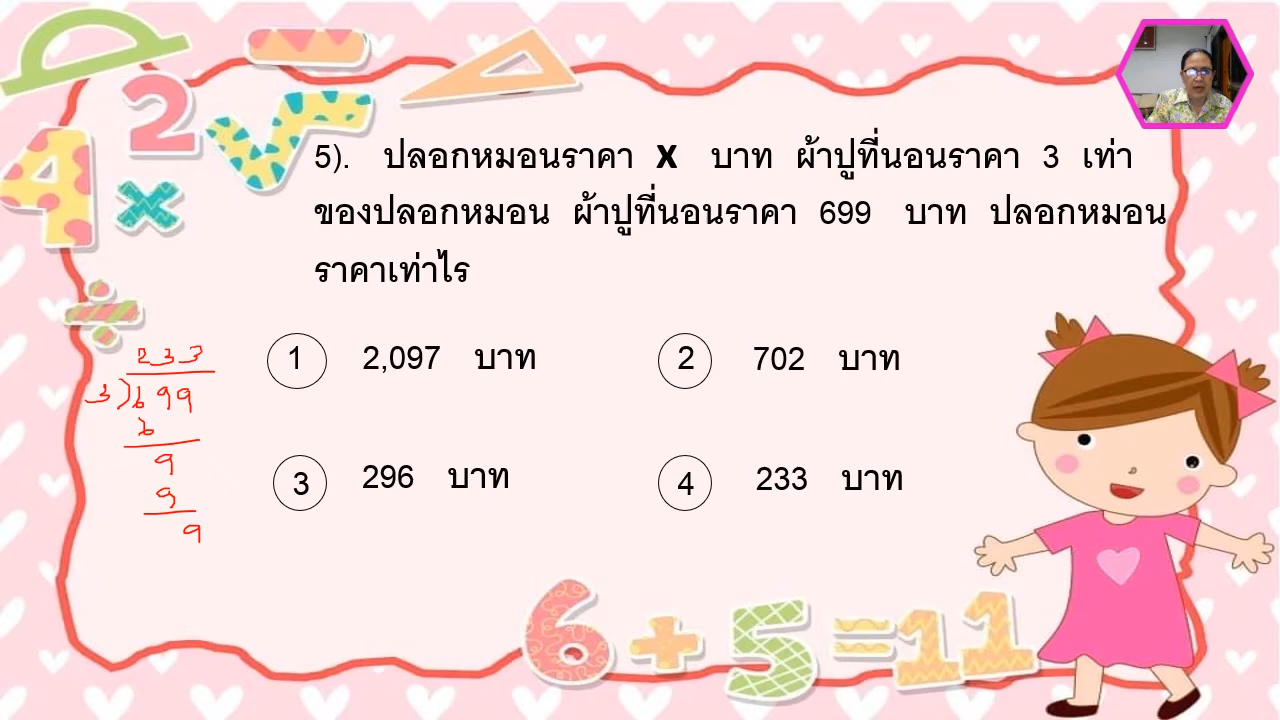 4
2
×
√
÷
5). ปลอกหมอนราคา X บาท ผ้าปูที่นอนราคา 3 เท่า
ของปลอกหมอน ผ้าปูที่นอนราคา 699 บาท ปลอกหมอน
ราคาเท่าไร
1 2,097 บาท
2 702 บาท
3 296 บาท
4 233 บาท
233
3)699
6
9
9
9
6+5=11